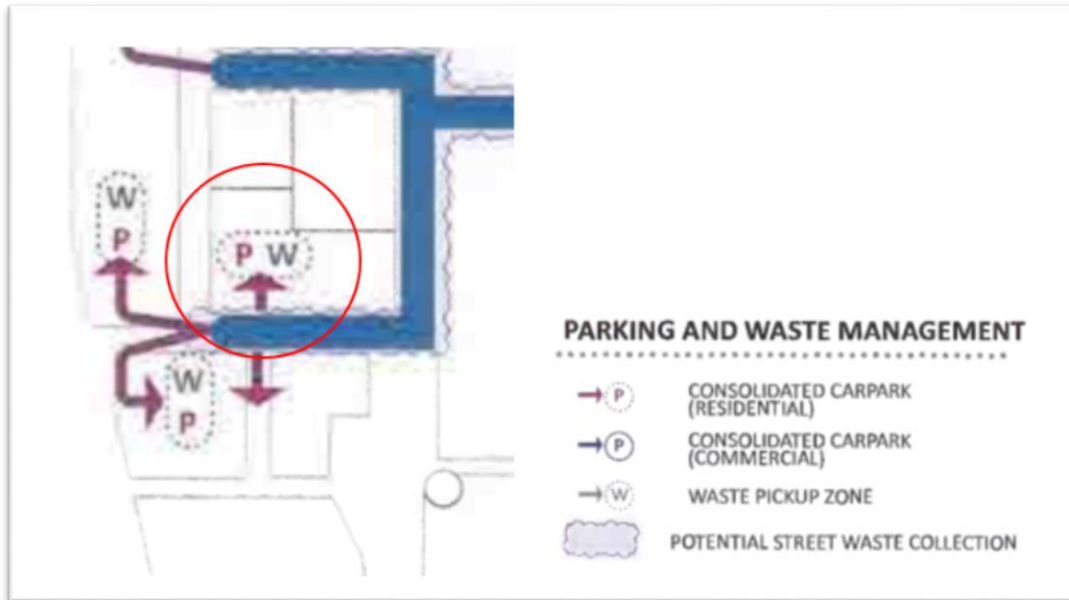 W
P
P W
W
P
PARKING AND WASTE MANAGEMENT
P CONSOLIDATED CARPARK
(RESIDENTIAL)
P CONSOLIDATED CARPARK
(COMMERCIAL)
W WASTE PICKUP ZONE
POTENTIAL STREET WASTE COLLECTION